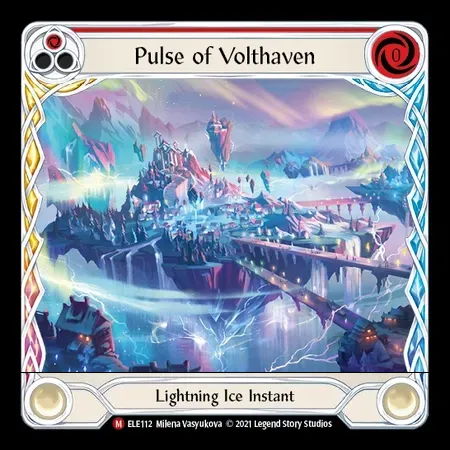 Pulse of Volthaven
0
Lightning Ice Instant
M ELE112 Milena Vasyukova © 2021 Legend Story Studios